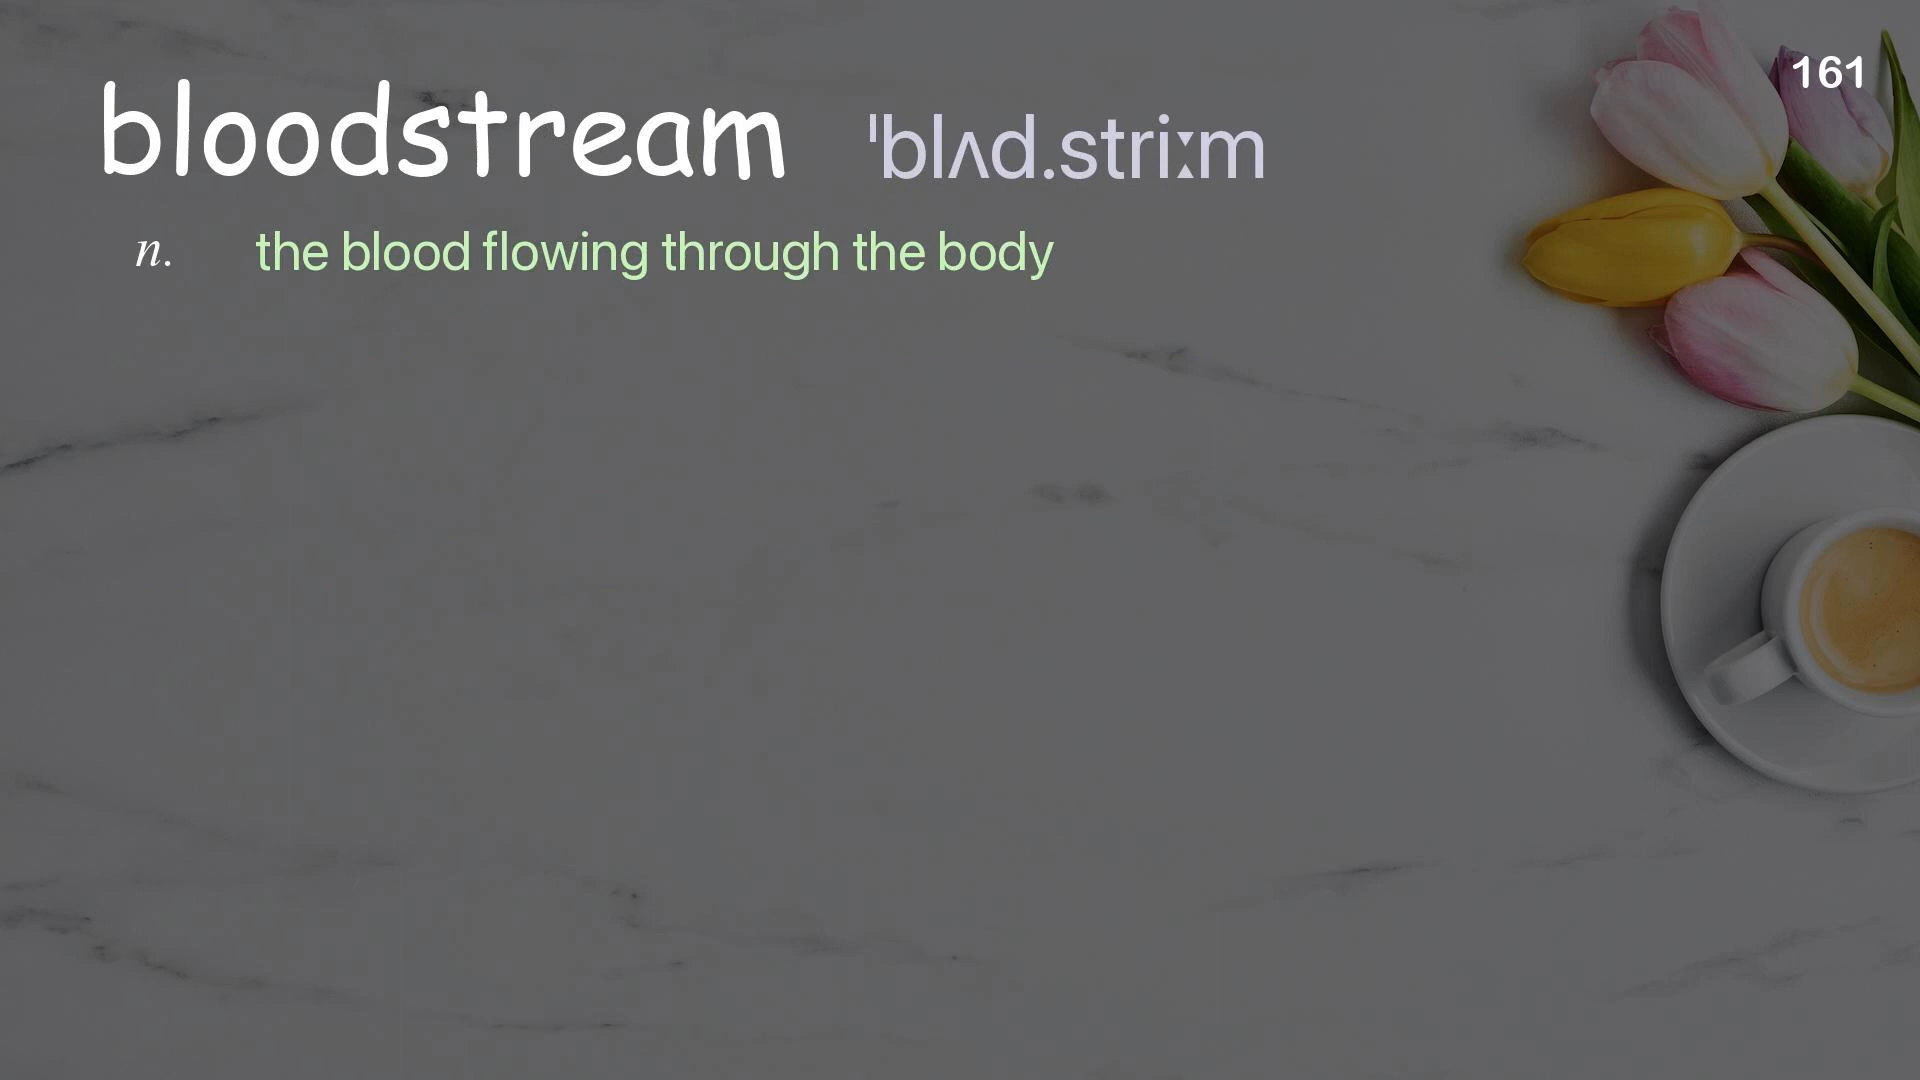 161
bloodstream ˈblʌd.striːm
n. the blood flowing through the body